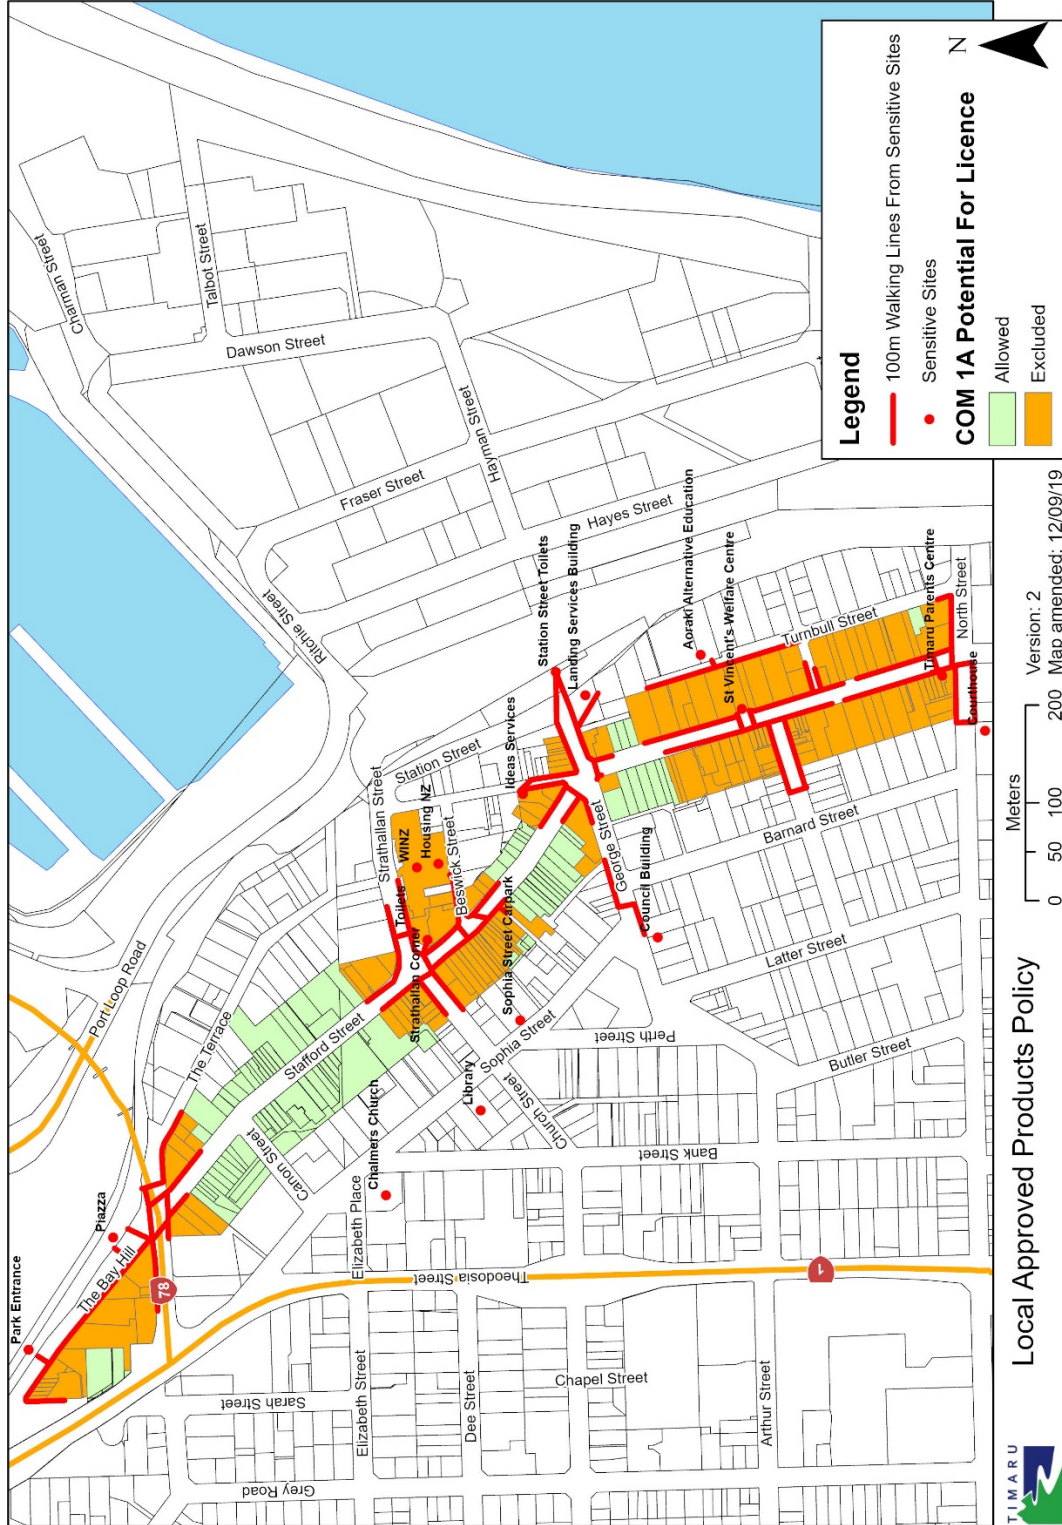 Charman Street
Talbot Street
Dawson Street
Port Loop Road
Fraser Street
Hayman Street
Ritchie Street
Hayes Street
Park Entrance
Piazza
The Bay Hill
78
The Terrace
Stafford Street
Canon Street
Strathallan Street
Station Street
WINZ
Housing NZ
Toilets
Beswick Street
Strathallan Corner
Ideas Services
Station Street Toilets
Landing Services Building
Sophia Street Carpark
Sophia Street
George Street
Council Building
Aoraki Alternative Education
St Vincent's Welfare Centre
Turnbull Street
Timaru Parents Centre
North Street
Courthouse
Barnard Street
Latter Street
Perth Street
Butler Street
Library
Church Street
Chalmers Church
Elizabeth Place
Bank Street
Theodosia Street
1
Sarah Street
Elizabeth Street
Dee Street
Chapel Street
Arthur Street
Grey Road
Legend
100m Walking Lines From Sensitive Sites
Sensitive Sites
COM 1A Potential For Licence
Allowed
Excluded
N
TIMARU
Local Approved Products Policy
Meters
0 50 100 200
Version: 2
Map amended: 12/09/19